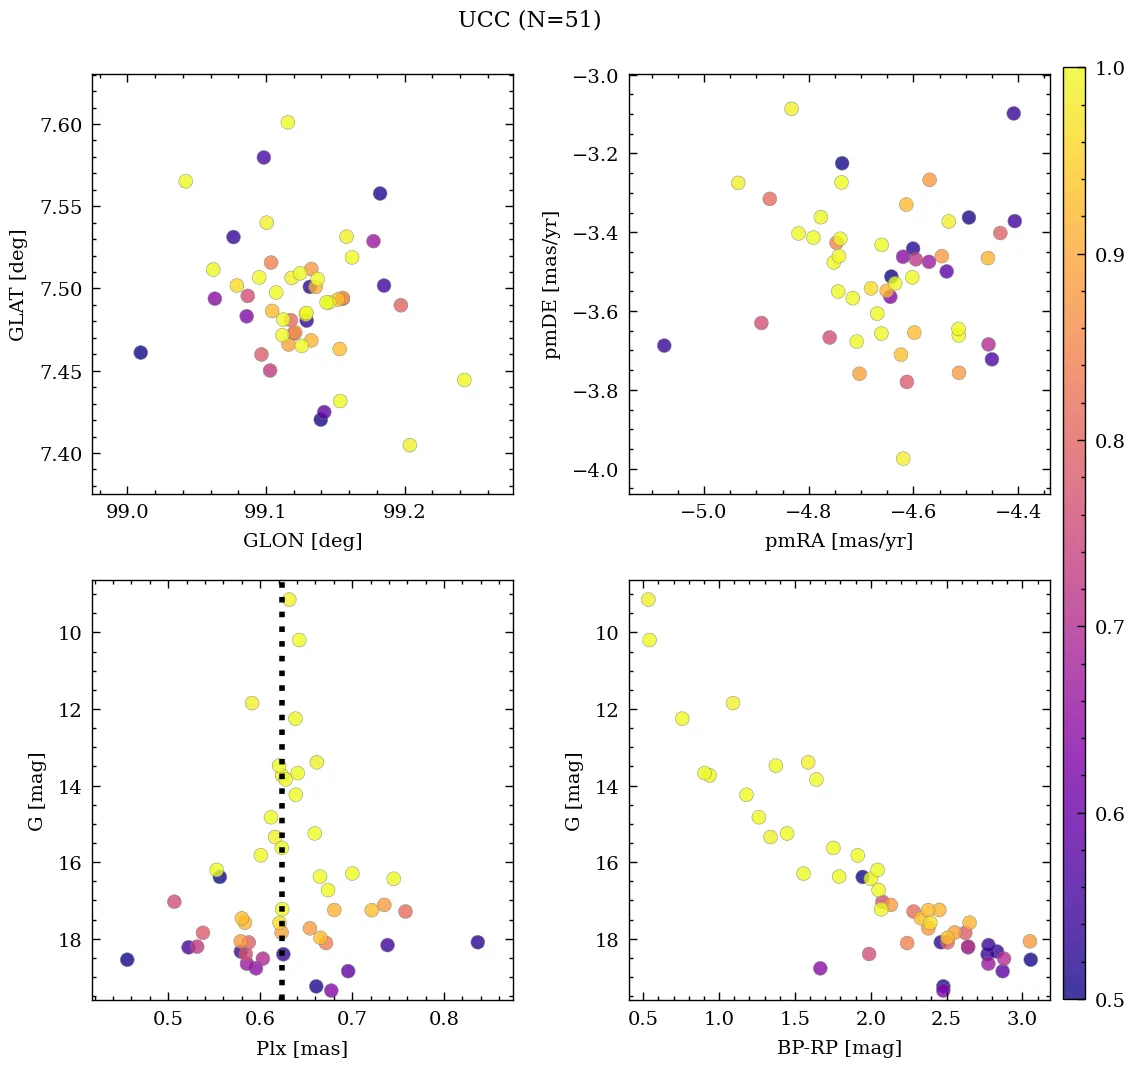 UCC (N=51)
7.60
7.55
7.50
7.45
7.40
GLAT [deg]
99.0 99.1 99.2
GLON [deg]
−3.0
−3.2
−3.4
−3.6
−3.8
−4.0
pmDE [mas/yr]
−5.0 −4.8 −4.6 −4.4
pmRA [mas/yr]
10
12
14
16
18
G [mag]
0.5 0.6 0.7 0.8
Plx [mas]
10
12
14
16
18
G [mag]
0.5 1.0 1.5 2.0 2.5 3.0
BP-RP [mag]
1.0
0.9
0.8
0.7
0.6
0.5